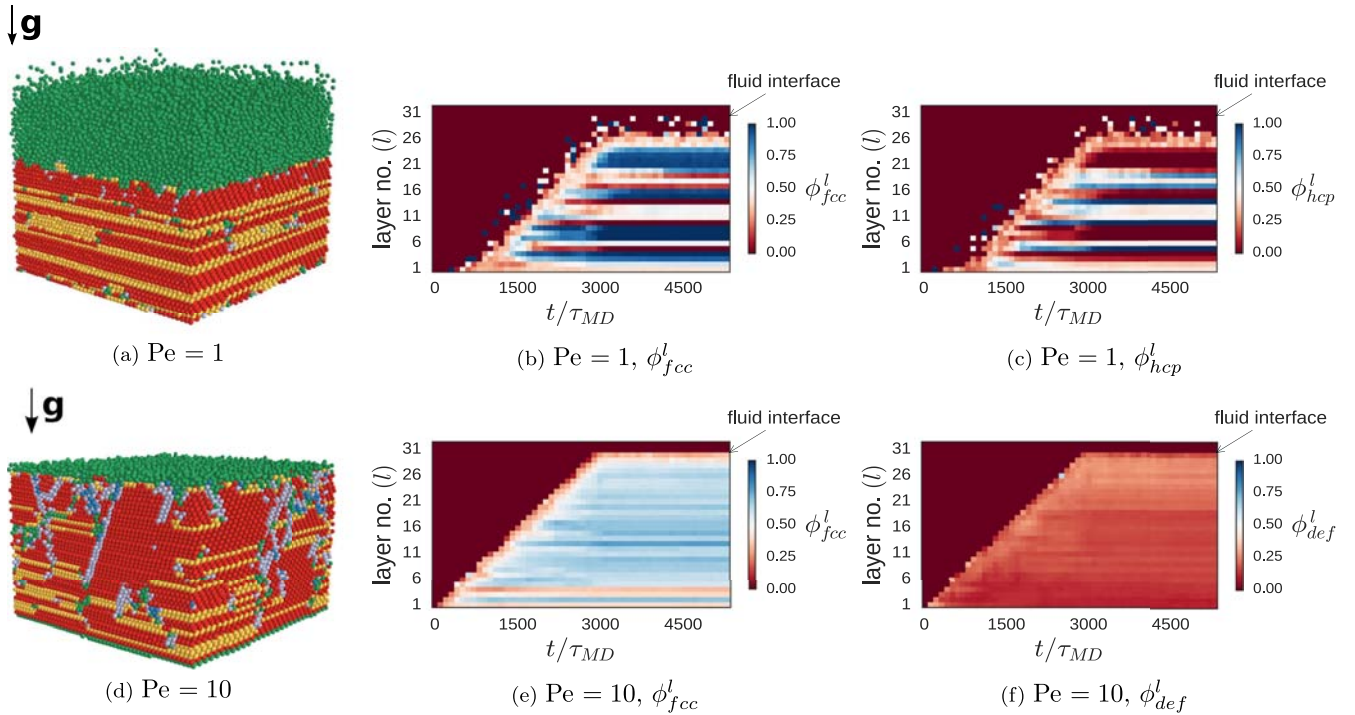 g
fluid interface
fluid interface
layer no. (l)
31
26
21
16
11
6
1
0
1500
3000
4500
t/τ_MD
1.00
0.75
0.50
0.25
0.00
ϕ^l_fcc
layer no. (l)
31
26
21
16
11
6
1
0
1500
3000
4500
t/τ_MD
1.00
0.75
0.50
0.25
0.00
ϕ^l_hcp
(a) Pe = 1
(b) Pe = 1, ϕ^l_fcc
(c) Pe = 1, ϕ^l_hcp
g
fluid interface
fluid interface
layer no. (l)
31
26
21
16
11
6
1
0
1500
3000
4500
t/τ_MD
1.00
0.75
0.50
0.25
0.00
ϕ^l_fcc
layer no. (l)
31
26
21
16
11
6
1
0
1500
3000
4500
t/τ_MD
1.00
0.75
0.50
0.25
0.00
ϕ^l_def
(d) Pe = 10
(e) Pe = 10, ϕ^l_fcc
(f) Pe = 10, ϕ^l_def